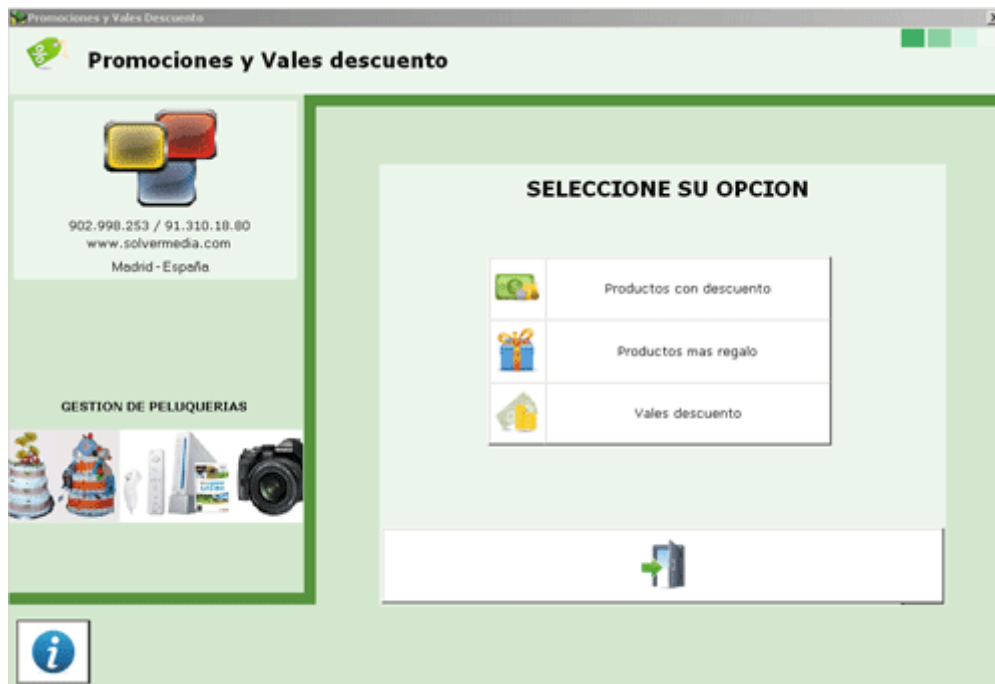 Promociones y Vales Descuento
Promociones y Vales descuento
902.998.253 / 91.310.18.80
www.solvermedia.com
Madrid - España
GESTION DE PELUQUERIAS
SELECCIONE SU OPCION
Productos con descuento
Productos mas regalo
Vales descuento